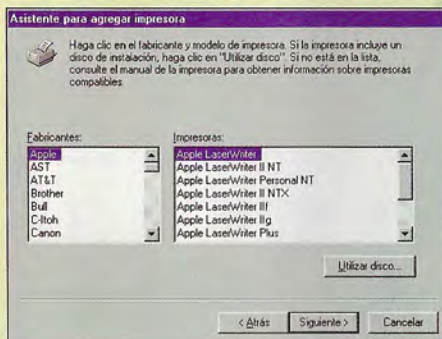 Asistente para agregar impresora
Haga clic en el fabricante y modelo de impresora. Si la impresora incluye un
disco de instalación, haga clic en "Utilizar disco". Si no está en la lista,
consulte el manual de la impresora para obtener información sobre impresoras
compatibles.
Fabricantes:
Apple
AST
AT&T
Brother
Bull
C-Itoh
Canon
Impresoras:
Apple LaserWriter
Apple LaserWriter II NT
Apple LaserWriter Personal NT
Apple LaserWriter II NTX
Apple LaserWriter IIf
Apple LaserWriter IIg
Apple LaserWriter Plus
Utilizar disco...
< Atrás
Siguiente >
Cancelar